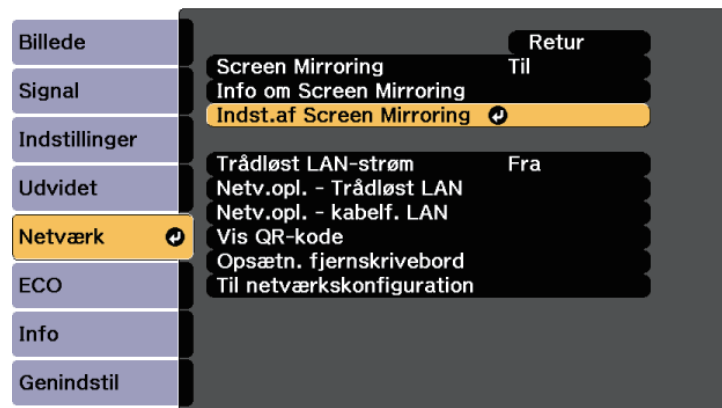 Billede
Signal
Indstillinger
Udvidet
Netværk
ECO
Info
Genindstil
Retur
Screen Mirroring Til
Info om Screen Mirroring
Indst.af Screen Mirroring
Trådløst LAN-strøm Fra
Netv.opl. - Trådløst LAN
Netv.opl. - kabelf. LAN
Vis QR-kode
Opsætn. fjernskrivebord
Til netværkskonfiguration